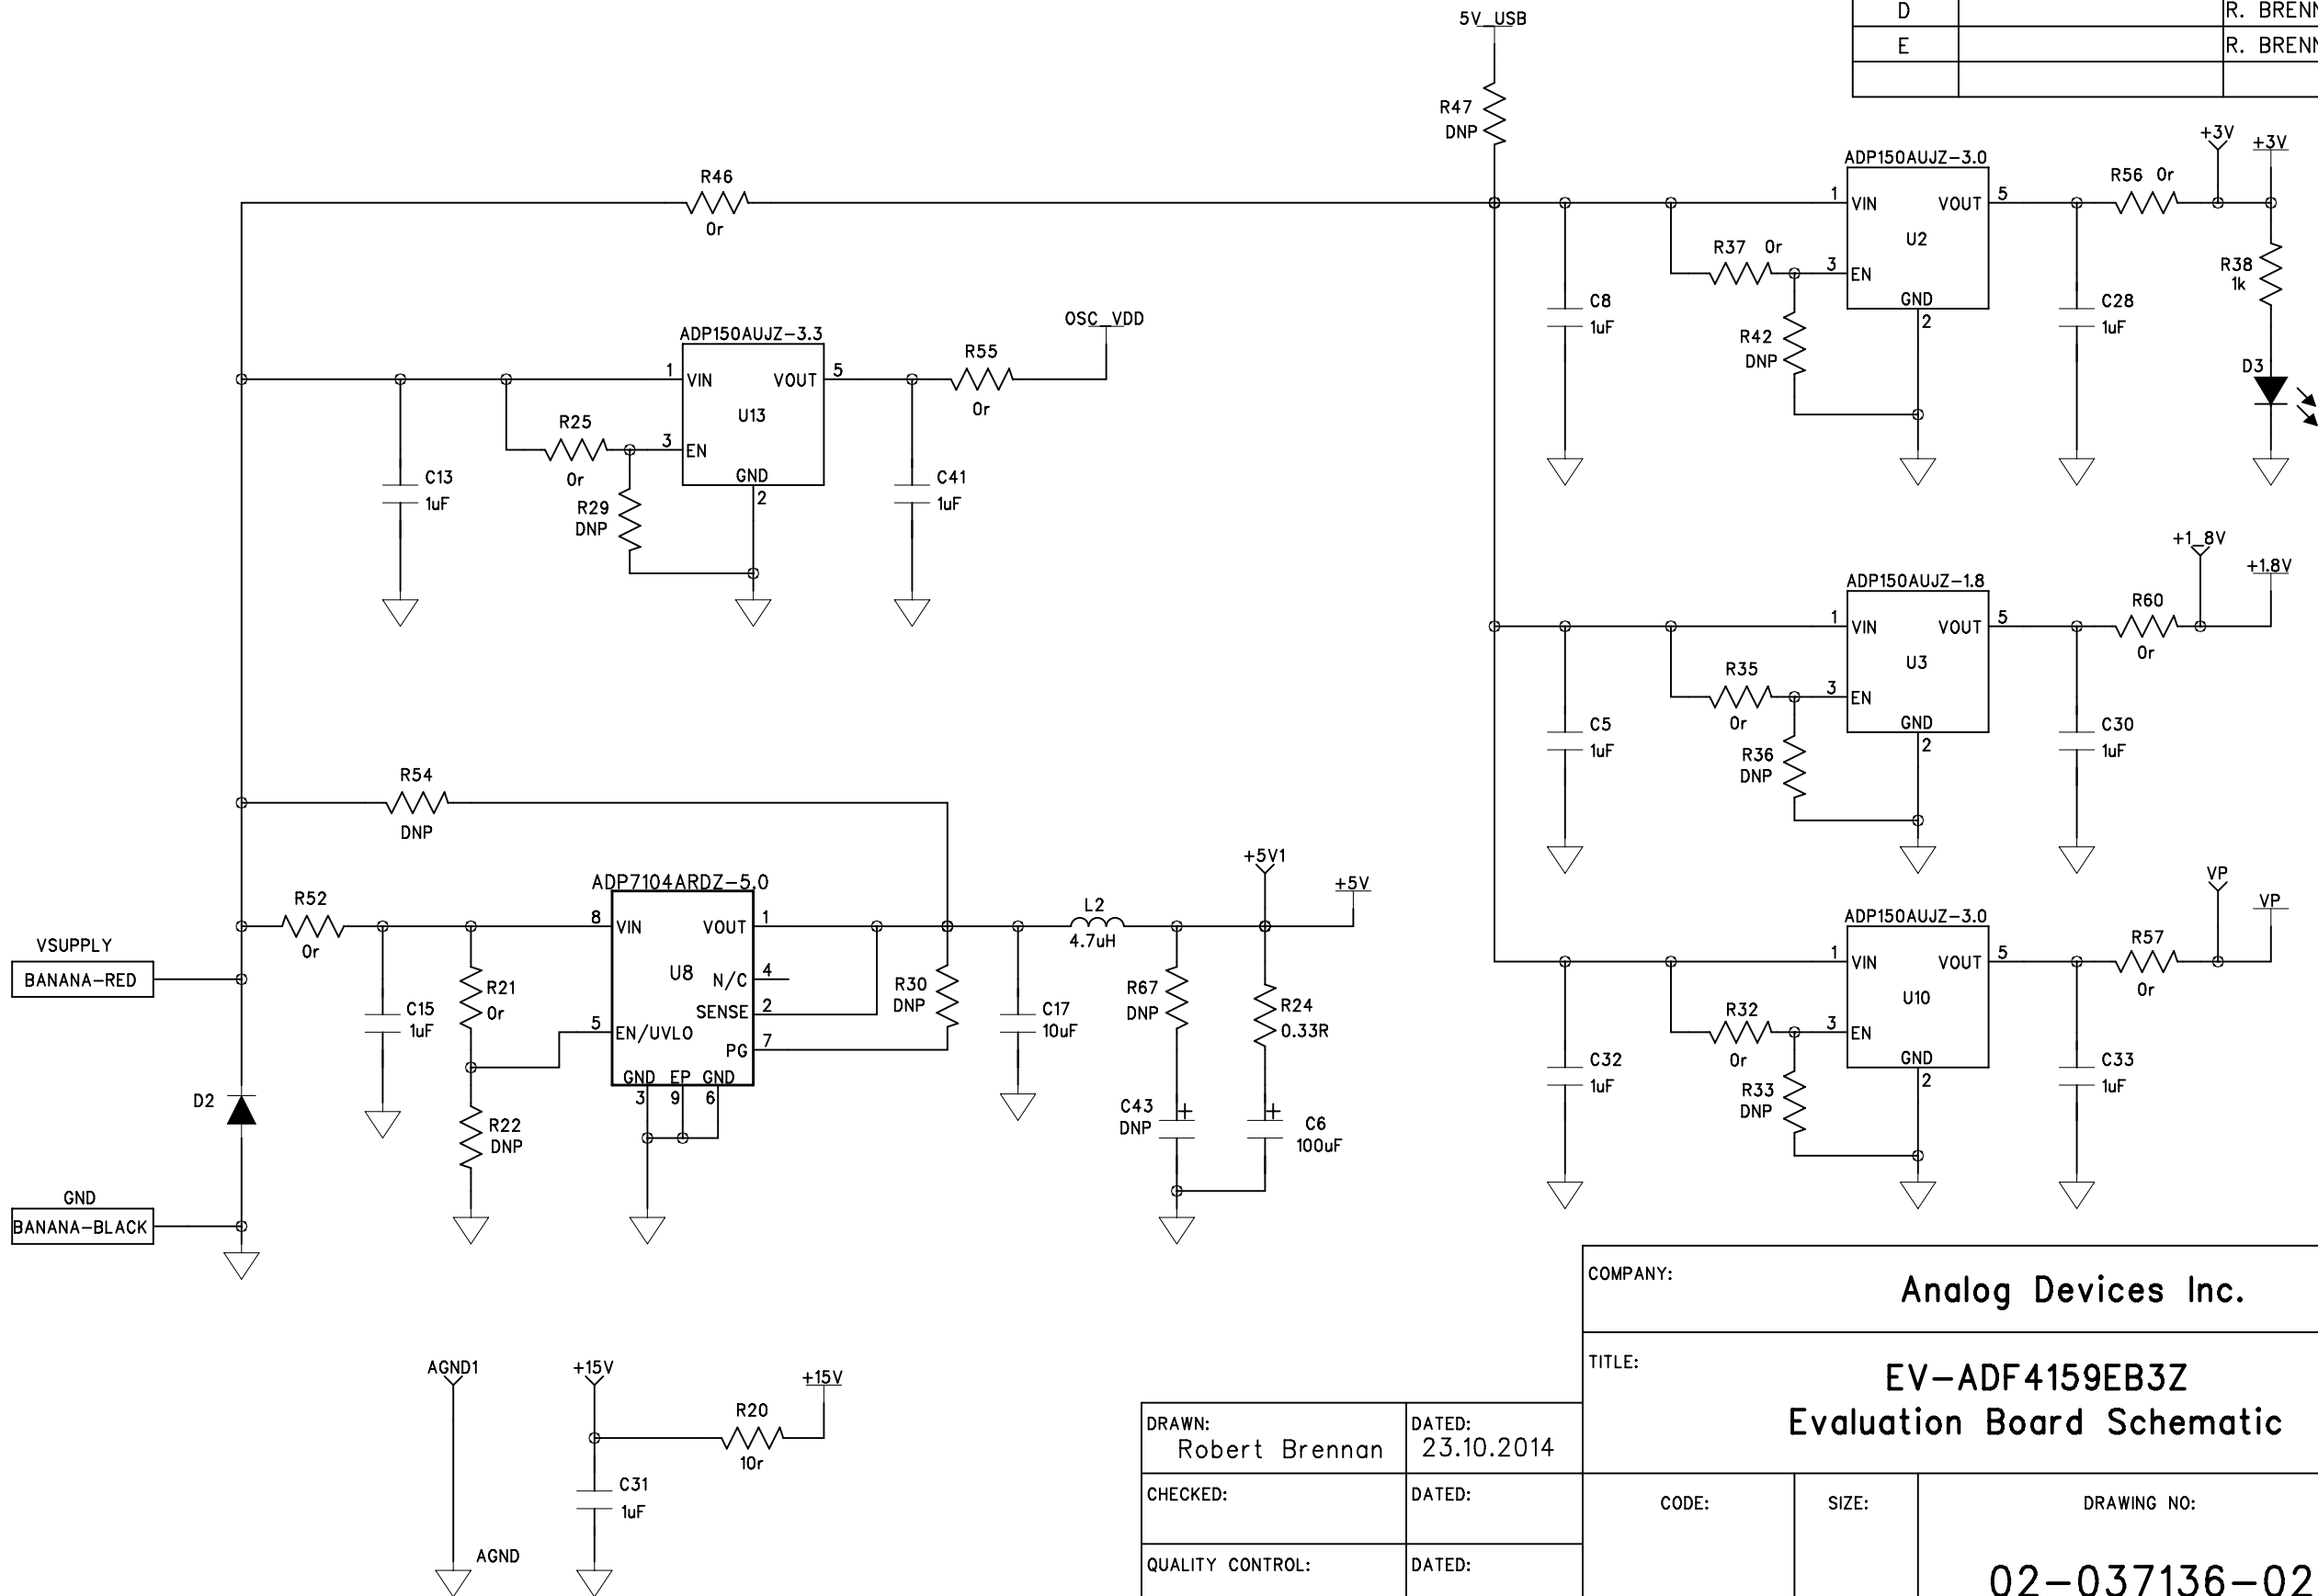 5V_USB
D
E
R. BREN
R. BREN
R47
DNP
R46
0r
ADP150AUJZ-3.0
1
VIN
VOUT
5
U2
R37 0r
3
EN
GND
2
R42
DNP
C8
1uF
R56 0r
+3V
+3V
C28
1uF
R38
1k
D3
ADP150AUJZ-3.3
1
VIN
VOUT
5
U13
R25
0r
3
EN
GND
2
R29
DNP
C13
1uF
C41
1uF
R55
0r
OSC_VDD
ADP150AUJZ-1.8
1
VIN
VOUT
5
U3
R35
0r
3
EN
GND
2
R36
DNP
C5
1uF
C30
1uF
R60
0r
+1_8V
+1.8V
R54
DNP
ADP7104ARDZ-5.0
R52
0r
8
VIN
VOUT
1
U8
N/C
4
SENSE
2
5
EN/UVLO
PG
7
GND EP GND
3
9
6
VSUPPLY
BANANA-RED
C15
1uF
R21
0r
R22
DNP
D2
GND
BANANA-BLACK
R30
DNP
C17
10uF
L2
4.7uH
+5V1
+5V
R67
DNP
R24
0.33R
C43
DNP
+
+
C6
100uF
ADP150AUJZ-3.0
1
VIN
VOUT
5
U10
R32
0r
3
EN
GND
2
R33
DNP
C32
1uF
C33
1uF
R57
0r
VP
VP
AGND1
AGND
+15V
+15V
R20
10r
C31
1uF
COMPANY:
Analog Devices Inc.
TITLE:
EV-ADF4159EB3Z
Evaluation Board Schematic
DRAWN:
Robert Brennan
DATED:
23.10.2014
CHECKED:
DATED:
QUALITY CONTROL:
DATED:
CODE:
SIZE:
DRAWING NO:
02-037136-02